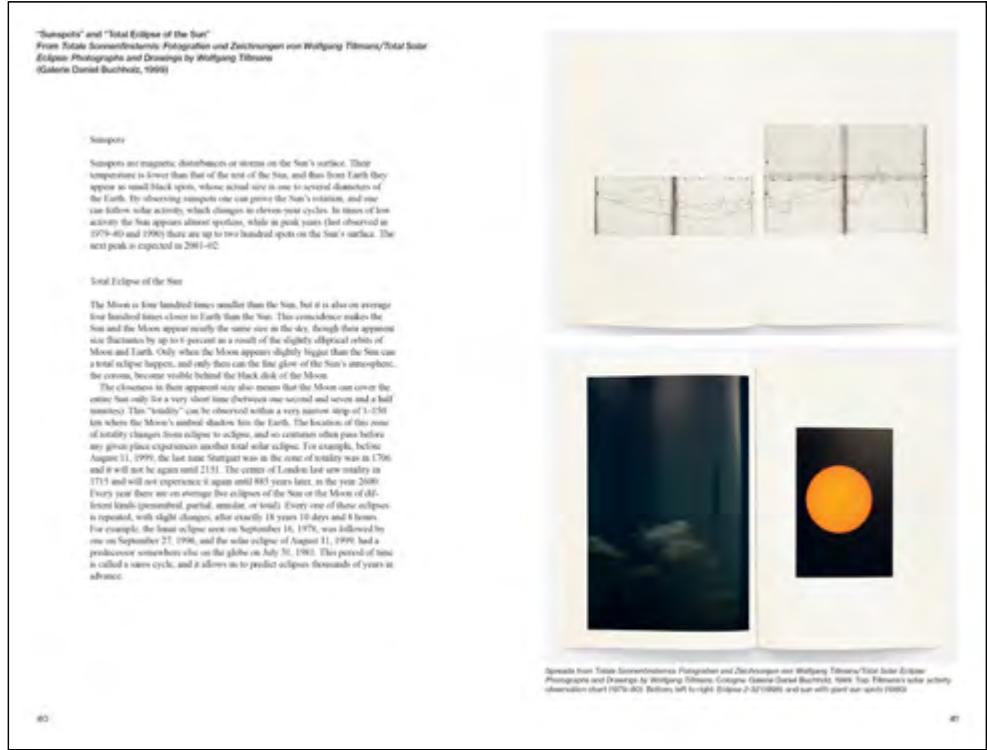 "Sunspots" and "Total Eclipse of the Sun"
From Totale Sonnenfinsternis: Fotografien und Zeichnungen von Wolfgang Tillmans/Total Solar
Eclipse: Photographs and Drawings by Wolfgang Tillmans
(Galerie Daniel Buchholz, 1999)
Sunspots
Sunspots are magnetic disturbances or storms on the Sun's surface. Their
temperature is lower than that of the rest of the Sun, and thus from Earth they
appear as small black spots, whose actual size is one to several diameters of
the Earth. By observing sunspots one can prove the Sun's rotation, and one
can follow solar activity, which changes in eleven-year cycles. In times of low
activity the Sun appears almost spotless, while in peak years (last observed in
1979–80 and 1990) there are up to two hundred spots on the Sun's surface. The
next peak is expected in 2001–02.
Total Eclipse of the Sun
The Moon is four hundred times smaller than the Sun, but it is also on average
four hundred times closer to Earth than the Sun. This coincidence makes the
Sun and the Moon appear nearly the same size in the sky, though their apparent
size fluctuates by up to 6 percent as a result of the slightly elliptical orbits of
Moon and Earth. Only when the Moon appears slightly bigger than the Sun can
a total eclipse happen, and only then can the fine glow of the Sun's atmosphere,
the corona, become visible behind the black disk of the Moon.
The closeness in their apparent size also means that the Moon can cover the
entire Sun only for a very short time (between one second and seven and a half
minutes). This "totality" can be observed within a very narrow strip of 1–150
km where the Moon's umbral shadow hits the Earth. The location of this zone
of totality changes from eclipse to eclipse, and so centuries often pass before
any given place experiences another total solar eclipse. For example, before
August 11, 1999, the last time Stuttgart was in the zone of totality was in 1706
and it will not be again until 2151. The center of London last saw totality in
1715 and will not experience it again until 885 years later, in the year 2600.
Every year there are on average five eclipses of the Sun or the Moon of dif-
ferent kinds (penumbral, partial, annular, or total). Every one of these eclipses
is repeated, with slight changes, after exactly 18 years 10 days and 8 hours.
For example, the lunar eclipse seen on September 16, 1978, was followed by
one on September 27, 1996, and the solar eclipse of August 11, 1999, had a
predecessor somewhere else on the globe on July 31, 1981. This period of time
is called a saros cycle, and it allows us to predict eclipses thousands of years in
advance.
Spreads from Totale Sonnenfinsternis: Fotografien und Zeichnungen von Wolfgang Tillmans/Total Solar Eclipse:
Photographs and Drawings by Wolfgang Tillmans. Cologne: Galerie Daniel Buchholz, 1999. Top: Tillmans's solar activity
observation chart (1979–80). Bottom, left to right: Eclipse (1998) and sun with giant sun spots (1980)
40
41